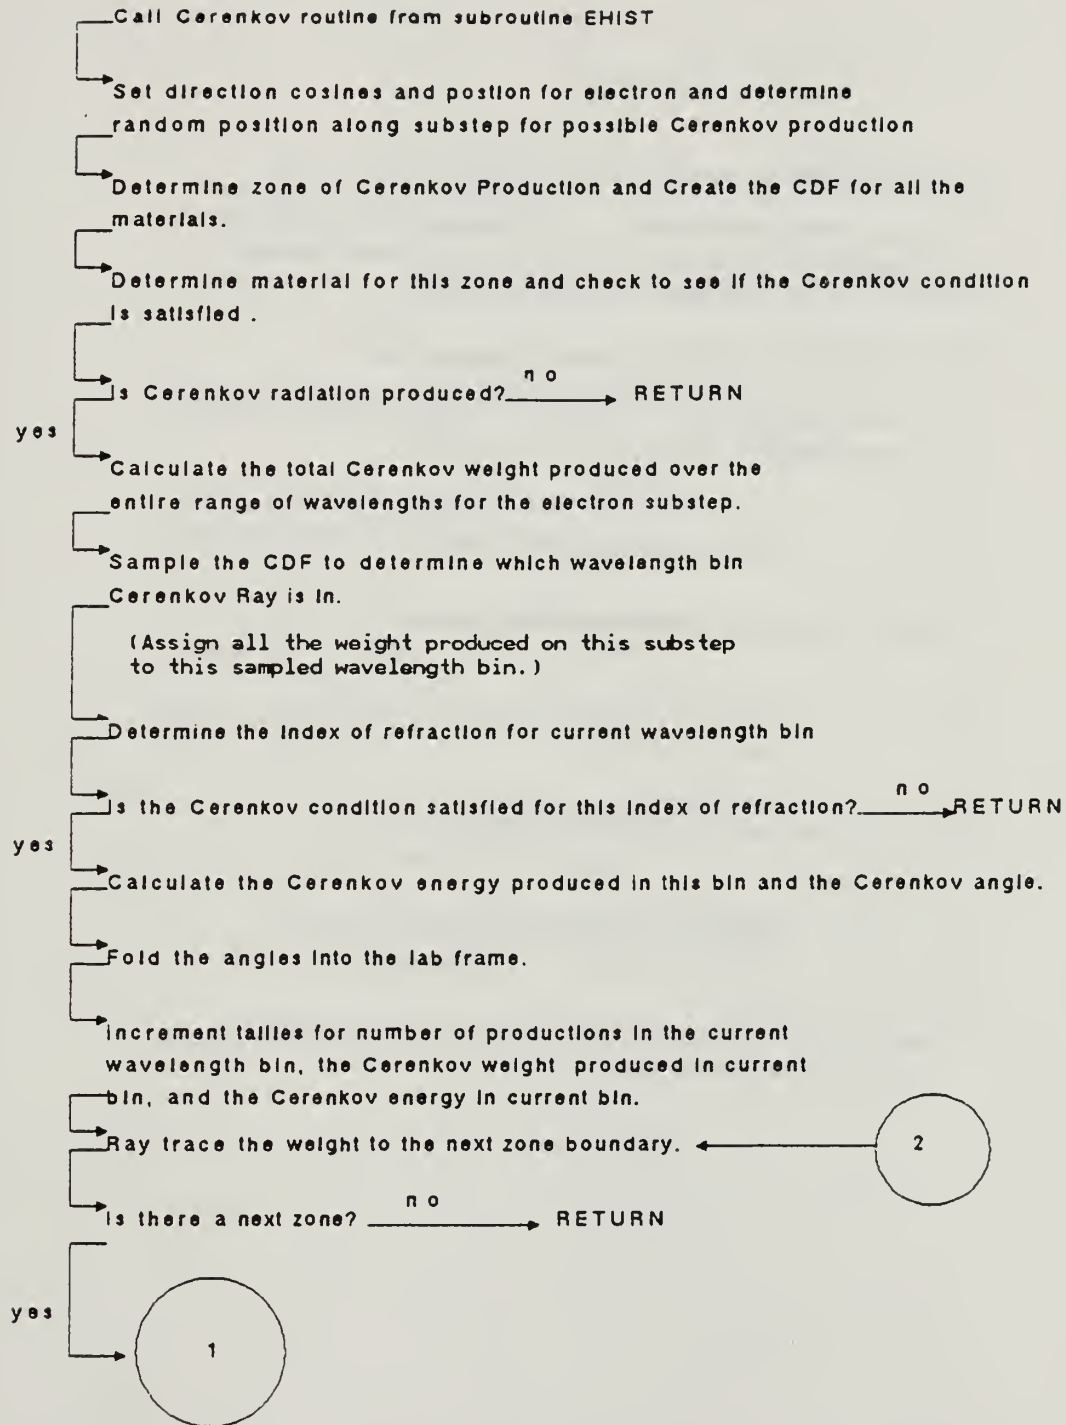 Call Cerenkov routine from subroutine EHIST
Set direction cosines and postion for electron and determine
random position along substep for possible Cerenkov production
Determine zone of Cerenkov Production and Create the CDF for all the
materials.
Determine material for this zone and check to see if the Cerenkov condition
is satisfied .
Is Cerenkov radiation produced? no RETURN
yes
Calculate the total Cerenkov weight produced over the
entire range of wavelengths for the electron substep.
Sample the CDF to determine which wavelength bin
Cerenkov Ray is in.
(Assign all the weight produced on this substep
to this sampled wavelength bin.)
Determine the index of refraction for current wavelength bin
Is the Cerenkov condition satisfied for this index of refraction? no RETURN
yes
Calculate the Cerenkov energy produced in this bin and the Cerenkov angle.
Fold the angles into the lab frame.
Increment tallies for number of productions in the current
wavelength bin, the Cerenkov weight produced in current
bin, and the Cerenkov energy in current bin.
Ray trace the weight to the next zone boundary. 2
Is there a next zone? no RETURN
yes
1